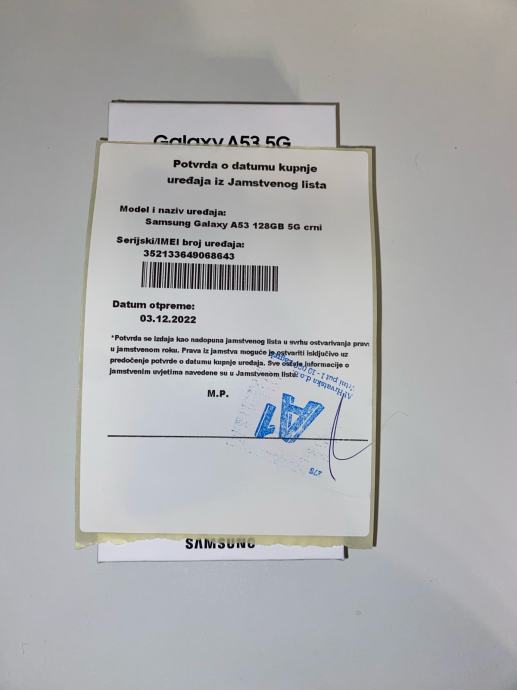 Galaxy A53 5G
Potvrda o datumu kupnje
uređaja iz Jamstvenog lista
Model i naziv uređaja:
Samsung Galaxy A53 128GB 5G crni
Serijski/IMEI broj uređaja:
352133649068643
Datum otpreme:
03.12.2022
*Potvrda se izdaja kao nadopuna jamstvenog lista u svrhu ostvarivanja prava
u jamstvenom roku. Prava iz jamstva moguće je ostvariti isključivo uz
predočenje potvrde o datumu kupnje uređaja. Sve ostale informacije o
jamstvenim uvjetima navedene su u Jamstvenom listu.
A1 Hrvatska d.o.o.
M.P.
A1
SAMSUNG